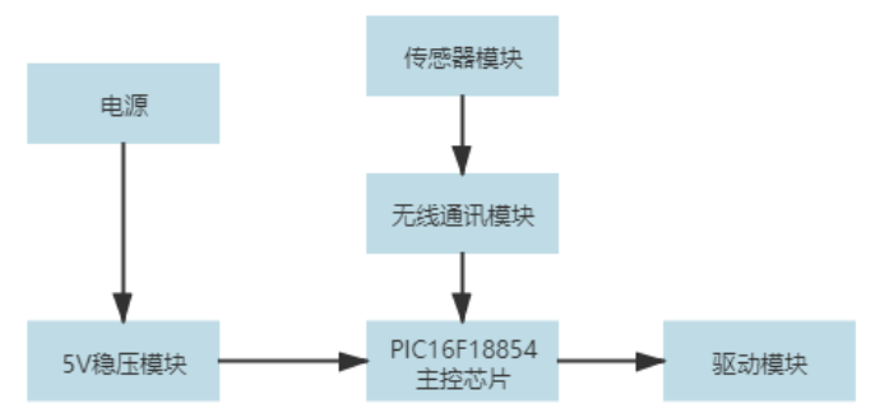 传感器模块
电源
无线通讯模块
5V稳压模块
PIC16F18854
主控芯片
驱动模块